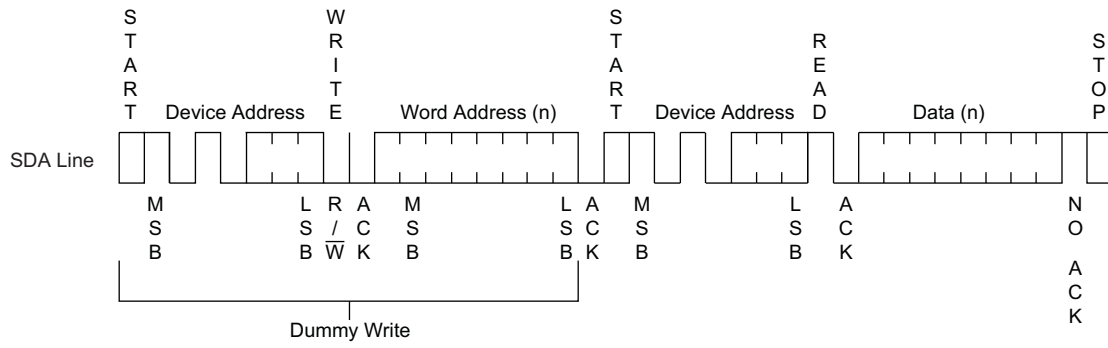 START
WRITE
START
READ
STOP
Device Address
Word Address (n)
Device Address
Data (n)
SDA Line
MSB
LSB
R/W̅
ACK
MSB
LSB
ACK
MSB
LSB
ACK
NO ACK
Dummy Write